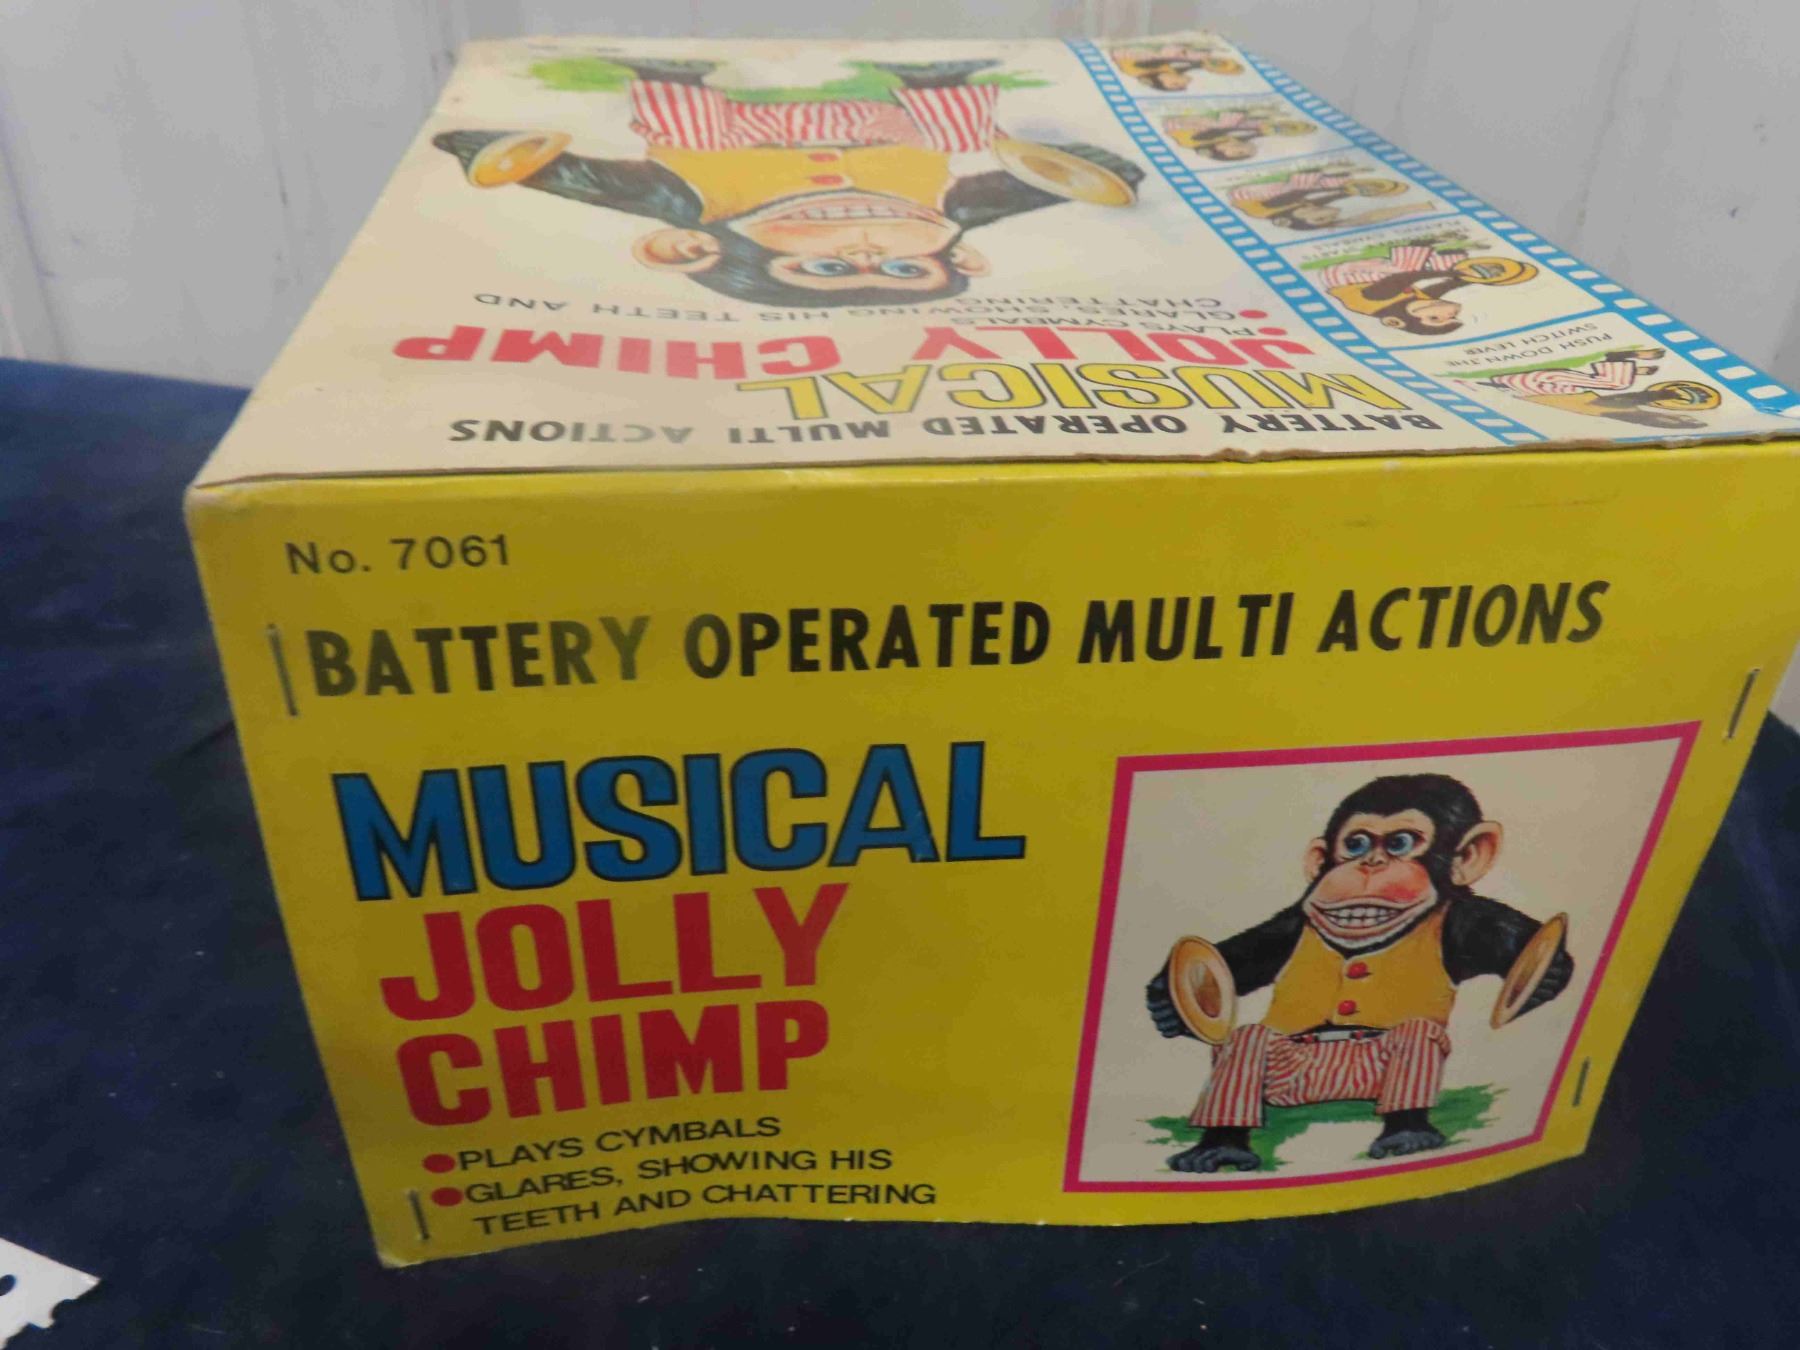 No. 7061
BATTERY OPERATED MULTI ACTIONS
MUSICAL
JOLLY
CHIMP
●PLAYS CYMBALS
●GLARES, SHOWING HIS
TEETH AND CHATTERING
BATTERY OPERATED MULTI ACTIONS
MUSICAL
JOLLY CHIMP
●PLAYS CYMBALS
●GLARES, SHOWING HIS TEETH AND
CHATTERING
PUSH DOWN THE
SWITCH LEVER